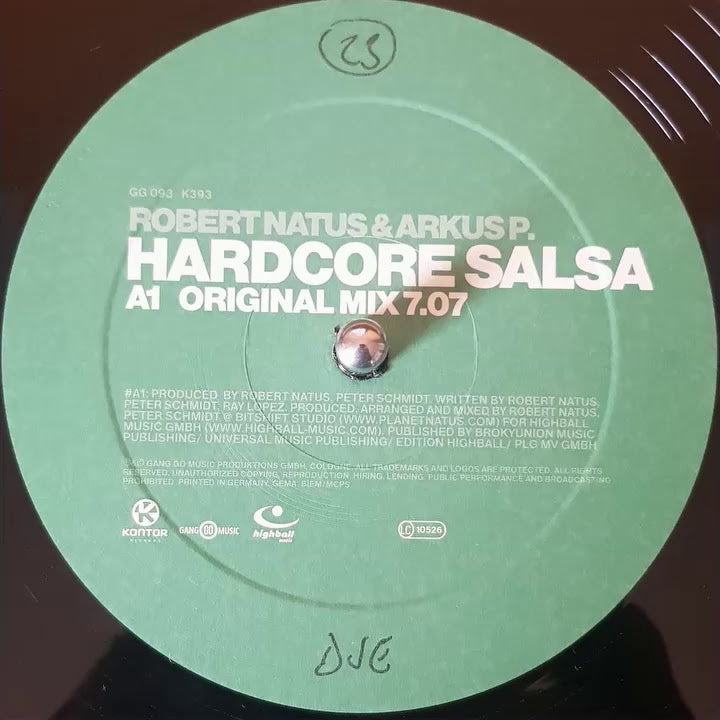 23
GG 093 K393
ROBERT NATUS & ARKUS P.
HARDCORE SALSA
A1 ORIGINAL MIX 7.07
#A1: PRODUCED BY ROBERT NATUS, PETER SCHMIDT. WRITTEN BY ROBERT NATUS,
PETER SCHMIDT, RAY LOPEZ. PRODUCED, ARRANGED AND MIXED BY ROBERT NATUS,
PETER SCHMIDT @ BITSHIFT STUDIO (WWW.PLANETNATUS.COM) FOR HIGHBALL
MUSIC GMBH (WWW.HIGHBALL-MUSIC.COM). PUBLISHED BY BROKYUNION MUSIC
PUBLISHING/ UNIVERSAL MUSIC PUBLISHING/ EDITION HIGHBALL/ PLG MV GMBH
GANG GO MUSIC PRODUKTIONS GMBH, COLOGNE. ALL TRADEMARKS AND LOGOS ARE PROTECTED. ALL RIGHTS
RESERVED. UNAUTHORIZED COPYING, REPRODUCTION, HIRING, LENDING, PUBLIC PERFORMANCE AND BROADCASTING
PROHIBITED. PRINTED IN GERMANY. GEMA: BIEM/MCPS
KONTOR
RECORDS
GANG GO MUSIC
highball
music
LC 10526